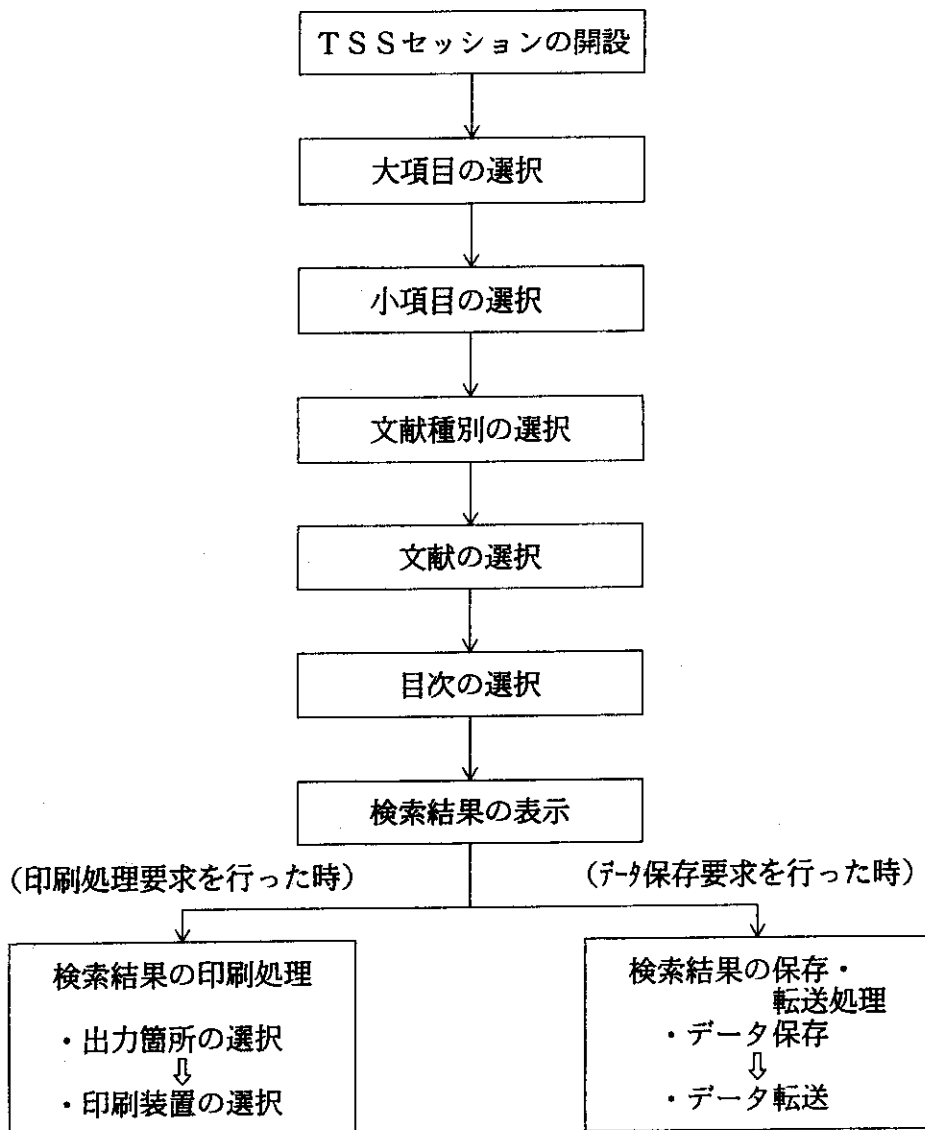 ＴＳＳセッションの開設
大項目の選択
小項目の選択
文献種別の選択
文献の選択
目次の選択
検索結果の表示
（印刷処理要求を行った時）
（ﾃﾞｰﾀ保存要求を行った時）
検索結果の印刷処理
・出力箇所の選択
⇩
・印刷装置の選択
検索結果の保存・
転送処理
・データ保存
⇩
・データ転送